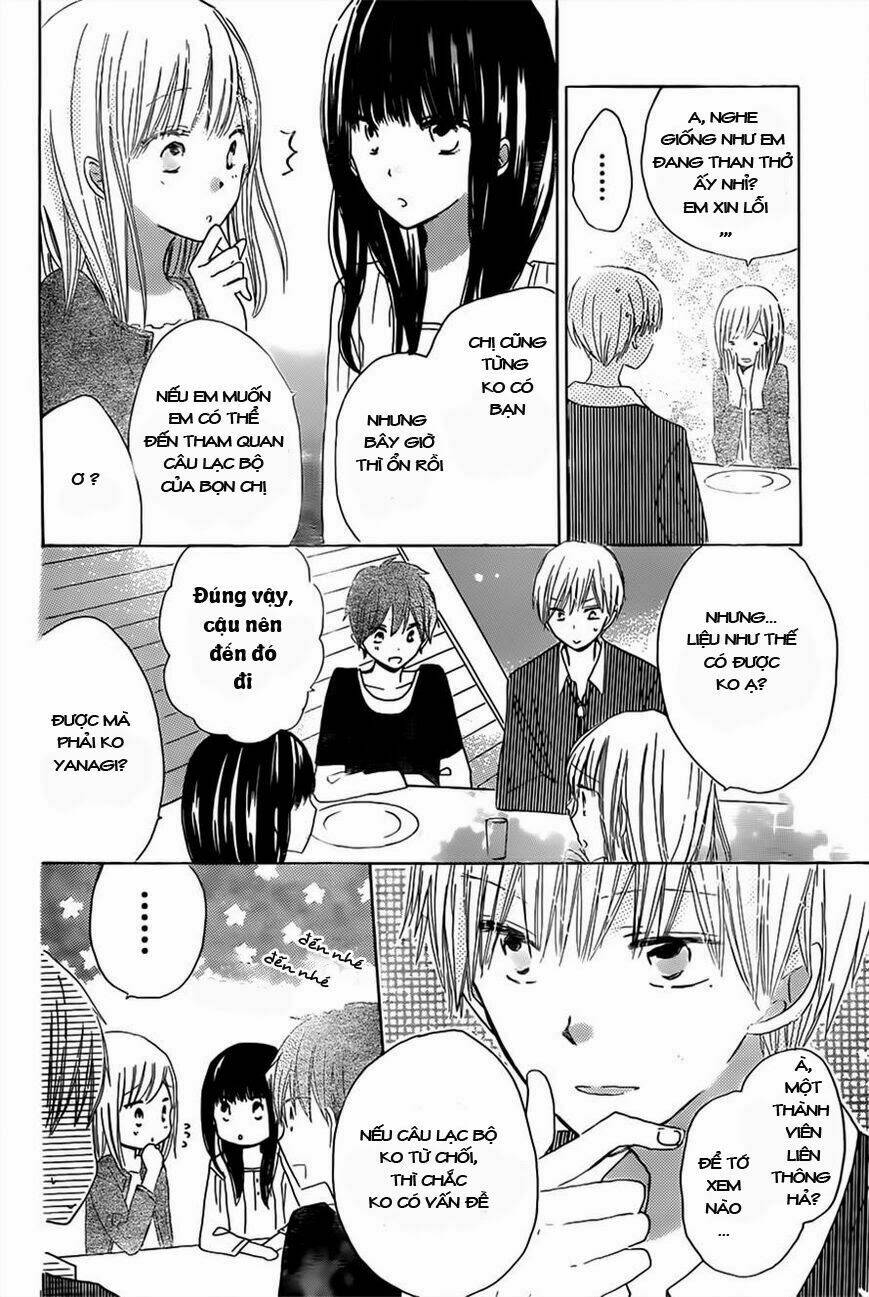 A, NGHE
GIỐNG NHƯ EM
ĐANG THAN THỞ
ẤY NHỈ?
EM XIN LỖI
,,,
.....
CHỊ CŨNG
TỪNG
KO CÓ
BẠN
NHƯNG
BÂY GIỜ
THÌ ỔN RỒI
NẾU EM MUỐN
EM CÓ THỂ
ĐẾN THAM QUAN
CÂU LẠC BỘ
CỦA BỌN CHỊ
Ơ ?
NHƯNG...
LIỆU NHƯ THẾ
CÓ ĐƯỢC
KO Ạ?
Đúng vậy,
cậu nên
đến đó
đi
ĐƯỢC MÀ
PHẢI KO
YANAGI?
À,
MỘT
THÀNH
VIÊN
LIÊN
THÔNG
HẢ?
ĐỂ TỚ
XEM
NÀO
...
NẾU CÂU LẠC BỘ
KO TỪ CHỐI,
THÌ CHẮC
KO CÓ VẤN ĐỀ
đến nhé
đến nhé
.....